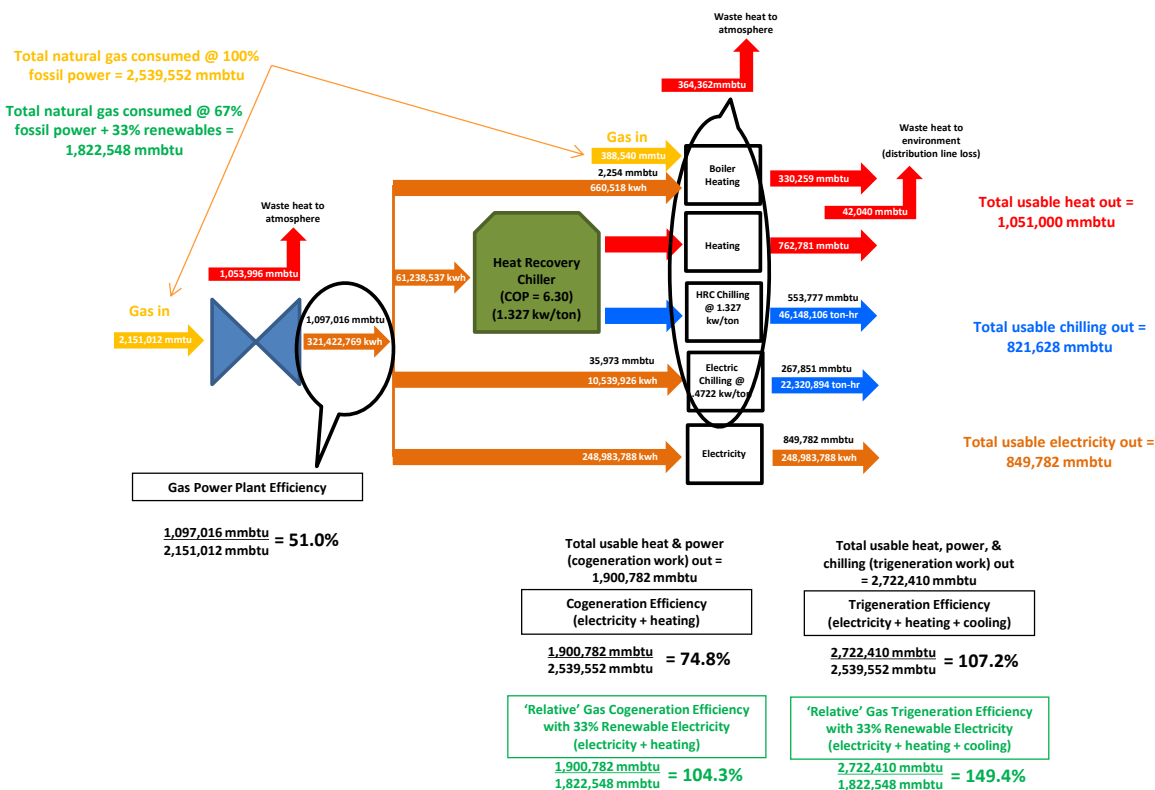 Waste heat to
atmosphere
364,362mmbtu
Total natural gas consumed @ 100%
fossil power = 2,539,552 mmbtu
Total natural gas consumed @ 67%
fossil power + 33% renewables =
1,822,548 mmbtu
Gas in
388,540 mmtu
2,254 mmbtu
660,518 kwh
Boiler
Heating
330,259 mmbtu
Waste heat to
environment
(distribution line loss)
42,040 mmbtu
Total usable heat out =
1,051,000 mmbtu
Waste heat to
atmosphere
1,053,996 mmbtu
Heating
762,781 mmbtu
61,238,537 kwh
Heat Recovery
Chiller
(COP = 6.30)
(1.327 kw/ton)
HRC Chilling
@ 1.327
kw/ton
553,777 mmbtu
46,148,106 ton-hr
Total usable chilling out =
821,628 mmbtu
Gas in
2,151,012 mmtu
1,097,016 mmbtu
321,422,769 kwh
35,973 mmbtu
10,539,926 kwh
Electric
Chilling @
.4722 kw/ton
267,851 mmbtu
22,320,894 ton-hr
248,983,788 kwh
Electricity
849,782 mmbtu
248,983,788 kwh
Total usable electricity out =
849,782 mmbtu
Gas Power Plant Efficiency
1,097,016 mmbtu
2,151,012 mmbtu
= 51.0%
Total usable heat & power
(cogeneration work) out =
1,900,782 mmbtu
Cogeneration Efficiency
(electricity + heating)
1,900,782 mmbtu
2,539,552 mmbtu
= 74.8%
Total usable heat, power, &
chilling (trigeneration work) out
= 2,722,410 mmbtu
Trigeneration Efficiency
(electricity + heating + cooling)
2,722,410 mmbtu
2,539,552 mmbtu
= 107.2%
‘Relative’ Gas Cogeneration Efficiency
with 33% Renewable Electricity
(electricity + heating)
1,900,782 mmbtu
1,822,548 mmbtu
= 104.3%
‘Relative’ Gas Trigeneration Efficiency
with 33% Renewable Electricity
(electricity + heating + cooling)
2,722,410 mmbtu
1,822,548 mmbtu
= 149.4%